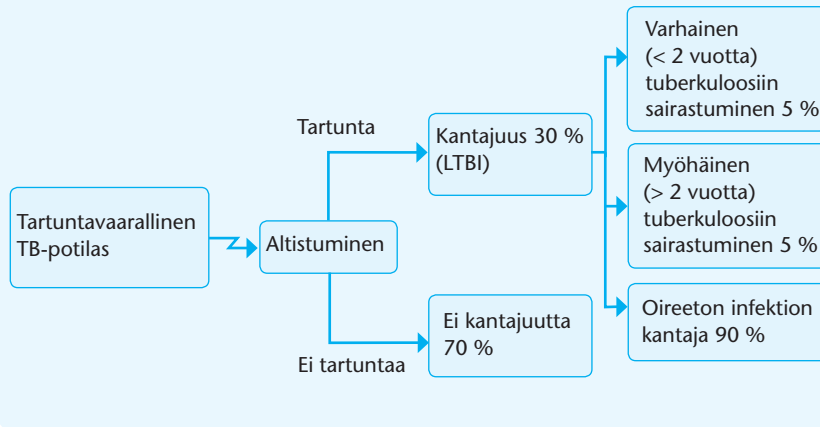 Tartuntavaarallinen
TB-potilas
Altistuminen
Tartunta
Kantajuus 30 %
(LTBI)
Varhainen
(< 2 vuotta)
tuberkuloosiin
sairastuminen 5 %
Myöhäinen
(> 2 vuotta)
tuberkuloosiin
sairastuminen 5 %
Oireeton infektion
kantaja 90 %
Ei tartuntaa
Ei kantajuutta
70 %